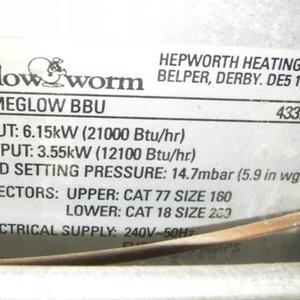 low worm
HEPWORTH HEATING
BELPER, DERBY. DE5 1
MEGLOW BBU
433
UT: 6.15kW (21000 Btu/hr)
PUT: 3.55kW (12100 Btu/hr)
D SETTING PRESSURE: 14.7mbar (5.9 in wg
ECTORS: UPPER: CAT 77 SIZE 160
LOWER: CAT 18 SIZE 280
CTRICAL SUPPLY: 240V~50Hz